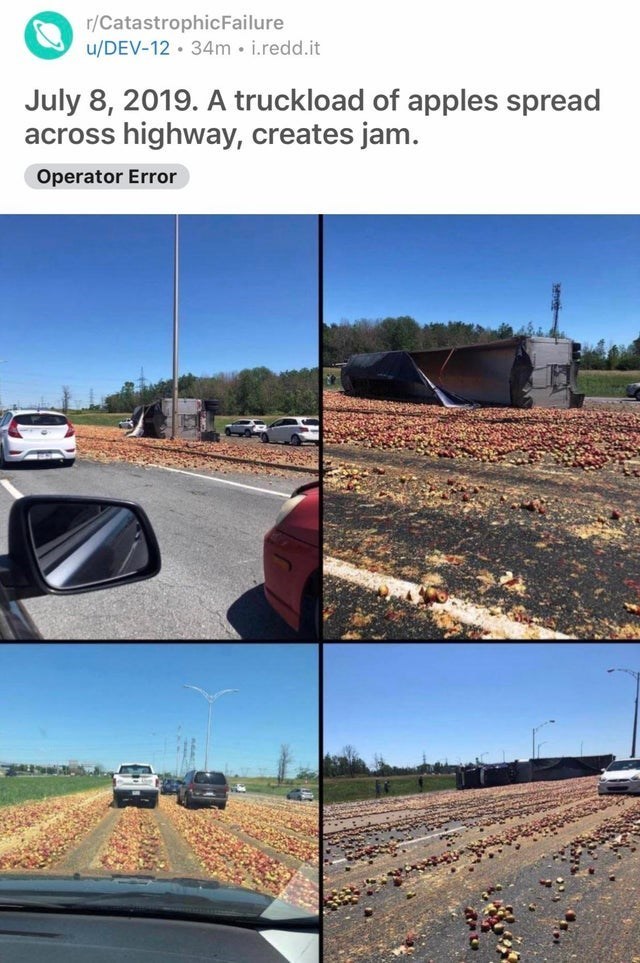 r/CatastrophicFailure
u/DEV-12 • 34m • i.redd.it
July 8, 2019. A truckload of apples spread
across highway, creates jam.
Operator Error